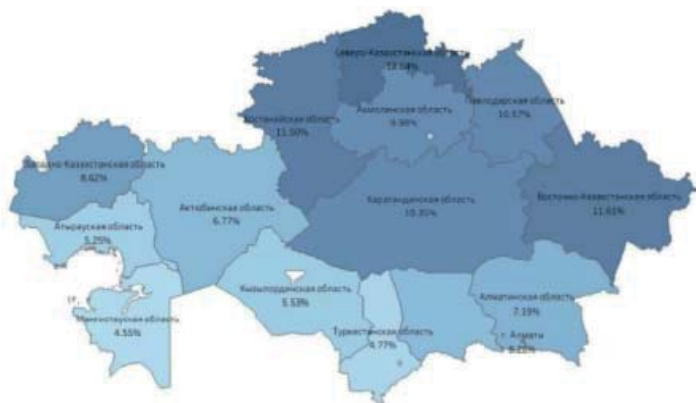 Северо-Казахстанская область
Костанайская область
11.50%
Акмолинская область
9.98%
Павлодарская область
10.57%
Западно-Казахстанская область
8.62%
Актюбинская область
6.77%
Карагандинская область
10.35%
Восточно-Казахстанская область
11.61%
Атырауская область
5.25%
Кызылординская область
5.53%
Алматинская область
7.19%
Мангистауская область
4.55%
Туркестанская область
4.77%
г. Алматы